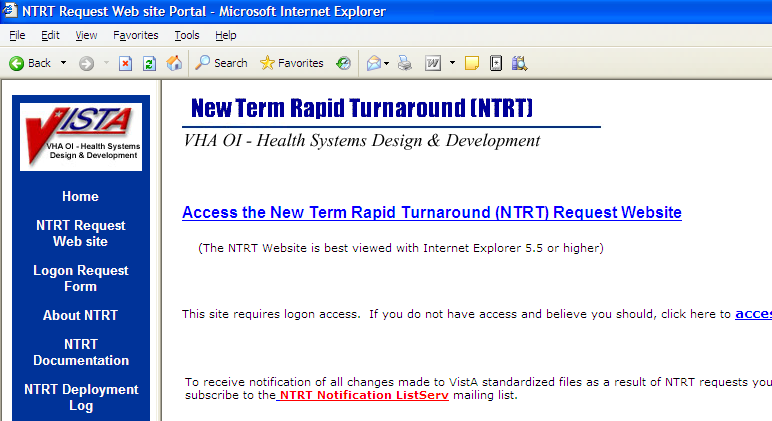 NTRT Request Web site Portal - Microsoft Internet Explorer
File Edit View Favorites Tools Help
Back Search Favorites
VISTA
VHA OI - Health Systems
Design & Development
Home
NTRT Request
Web site
Logon Request
Form
About NTRT
NTRT
Documentation
NTRT Deployment
Log
New Term Rapid Turnaround (NTRT)
VHA OI - Health Systems Design & Development
Access the New Term Rapid Turnaround (NTRT) Request Website
(The NTRT Website is best viewed with Internet Explorer 5.5 or higher)
This site requires logon access. If you do not have access and believe you should, click here to acces
To receive notification of all changes made to VistA standardized files as a result of NTRT requests you
subscribe to the NTRT Notification ListServ mailing list.